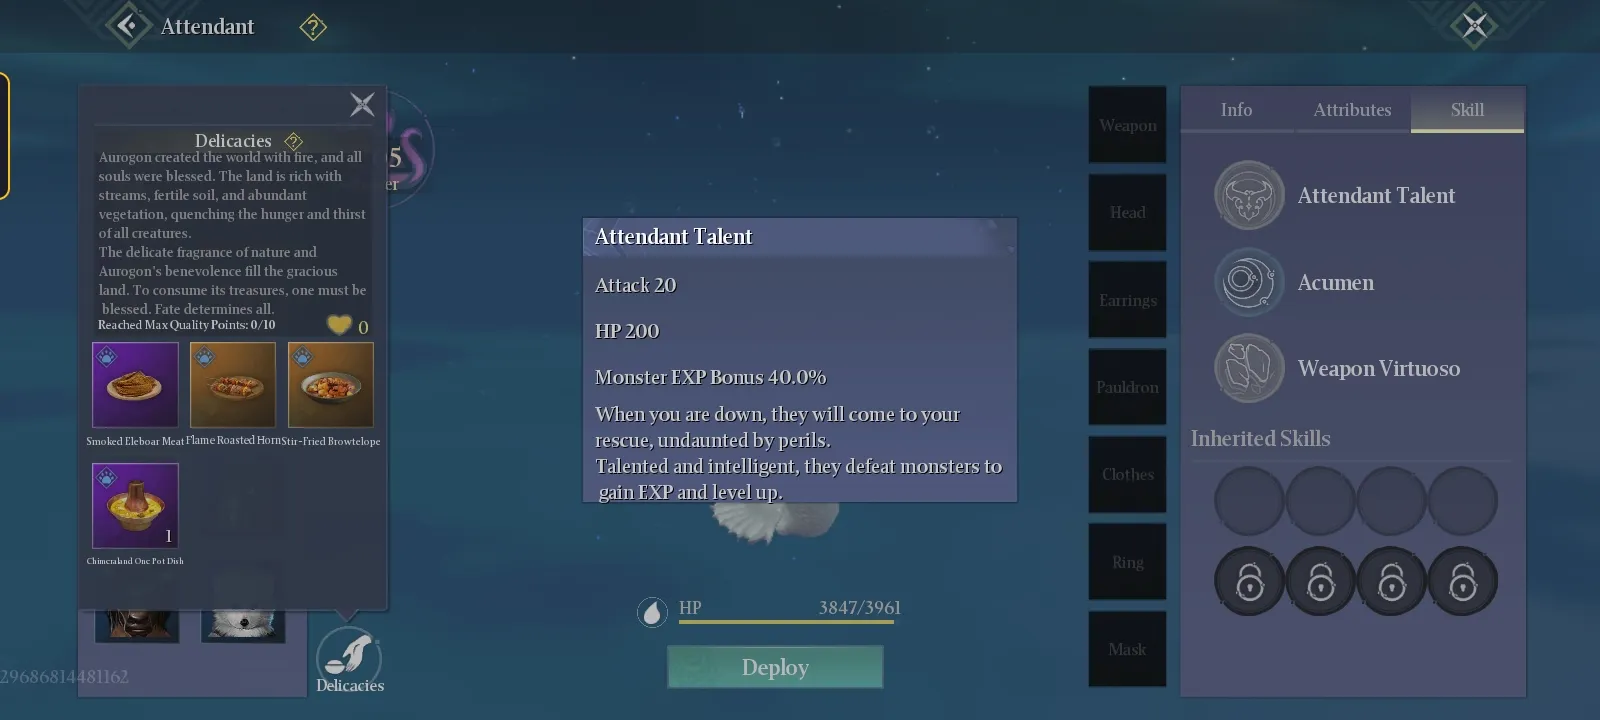 Attendant
Delicacies
Aurogon created the world with fire, and all
souls were blessed. The land is rich with
streams, fertile soil, and abundant
vegetation, quenching the hunger and thirst
of all creatures.
The delicate fragrance of nature and
Aurogon's benevolence fill the gracious
land. To consume its treasures, one must be
blessed. Fate determines all.
Reached Max Quality Points: 0/10
0
Smoked Eleboar Meat
Flame Roasted Horn
Stir-Fried Browtelope
1
Chimeraland One Pot Dish
Delicacies
29686814481162
5
er
Attendant Talent
Attack 20
HP 200
Monster EXP Bonus 40.0%
When you are down, they will come to your
rescue, undaunted by perils.
Talented and intelligent, they defeat monsters to
gain EXP and level up.
HP 3847/3961
Deploy
Weapon
Head
Earrings
Pauldron
Clothes
Ring
Mask
Info Attributes Skill
Attendant Talent
Acumen
Weapon Virtuoso
Inherited Skills